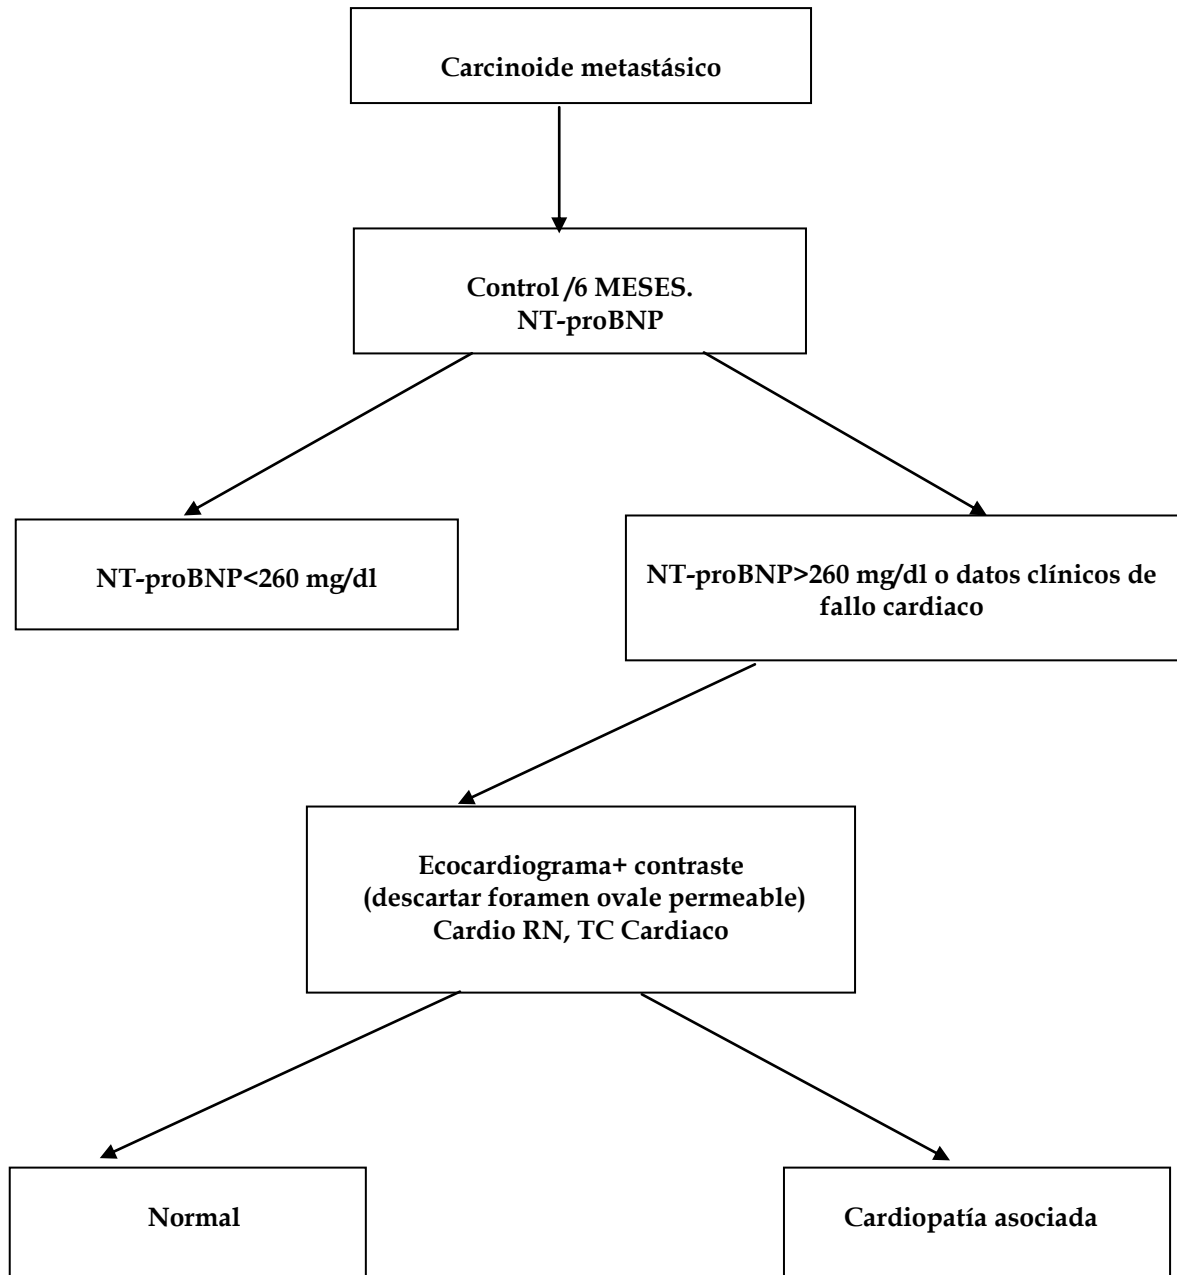 Carcinoide metastásico
Control /6 MESES.
NT-proBNP
NT-proBNP<260 mg/dl
NT-proBNP>260 mg/dl o datos clínicos de
fallo cardiaco
Ecocardiograma+ contraste
(descartar foramen ovale permeable)
Cardio RN, TC Cardiaco
Normal
Cardiopatía asociada